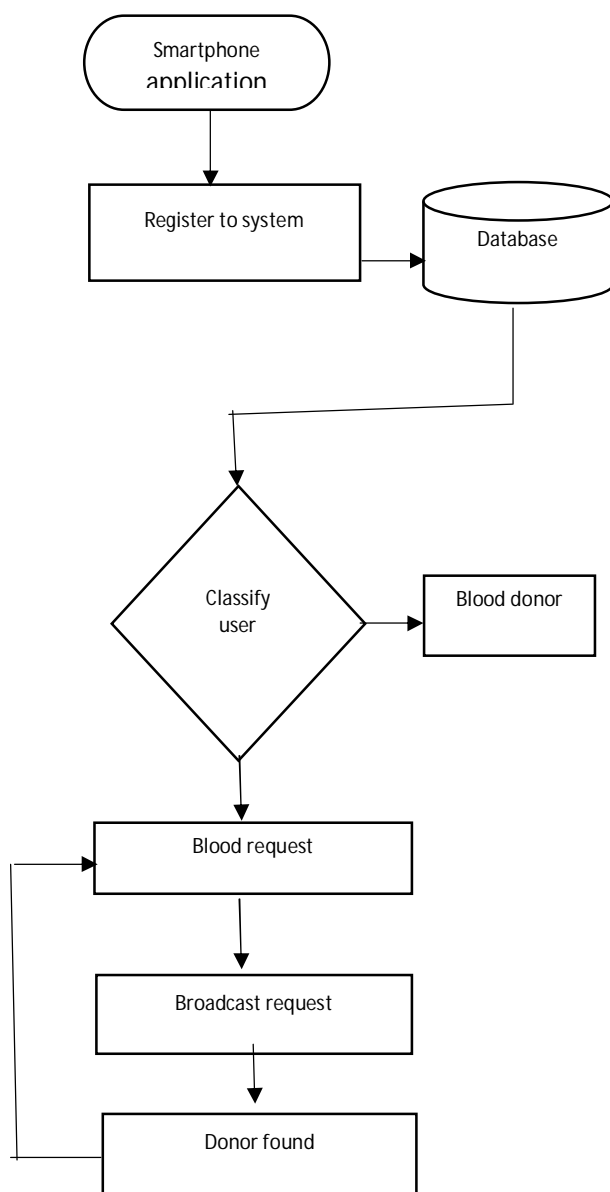 Smartphone
application
Register to system
Database
Classify
user
Blood donor
Blood request
Broadcast request
Donor found